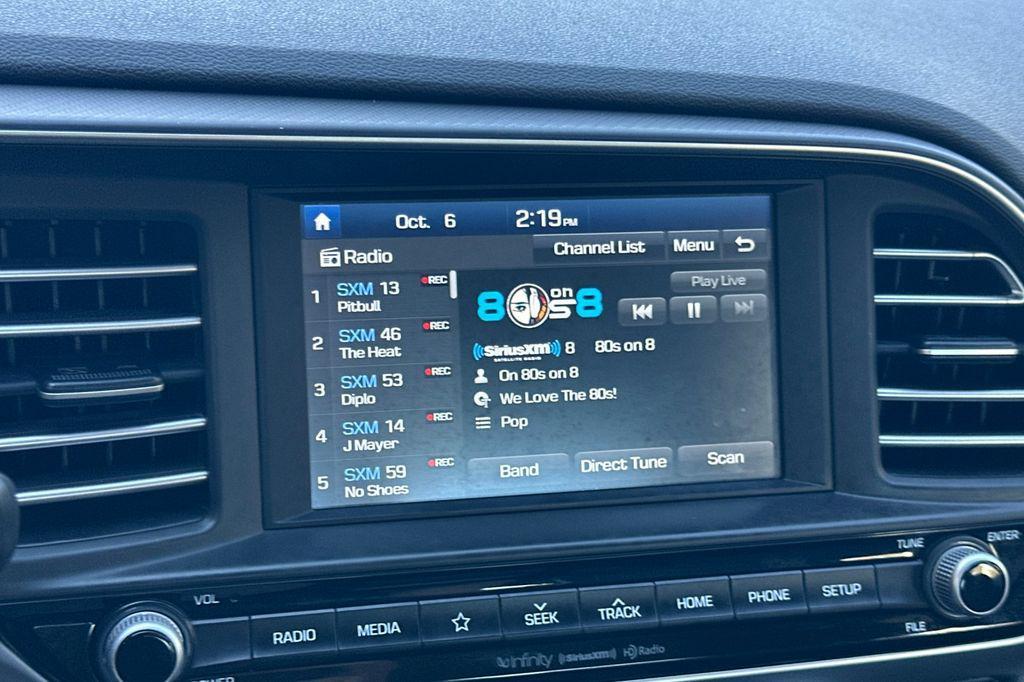 Oct. 6 2:19PM
Radio Channel List Menu
1 SXM 13 REC
Pitbull
2 SXM 46 REC
The Heat
3 SXM 53 REC
Diplo
4 SXM 14 REC
J Mayer
5 SXM 59 REC
No Shoes
Play Live
80s on 8
SiriusXM 8 80s on 8
SATELLITE RADIO
On 80s on 8
We Love The 80s!
Pop
Band Direct Tune Scan
VOL
TUNE ENTER
RADIO MEDIA SEEK TRACK HOME PHONE SETUP
FILE
POWER
infinity SiriusXM HD Radio